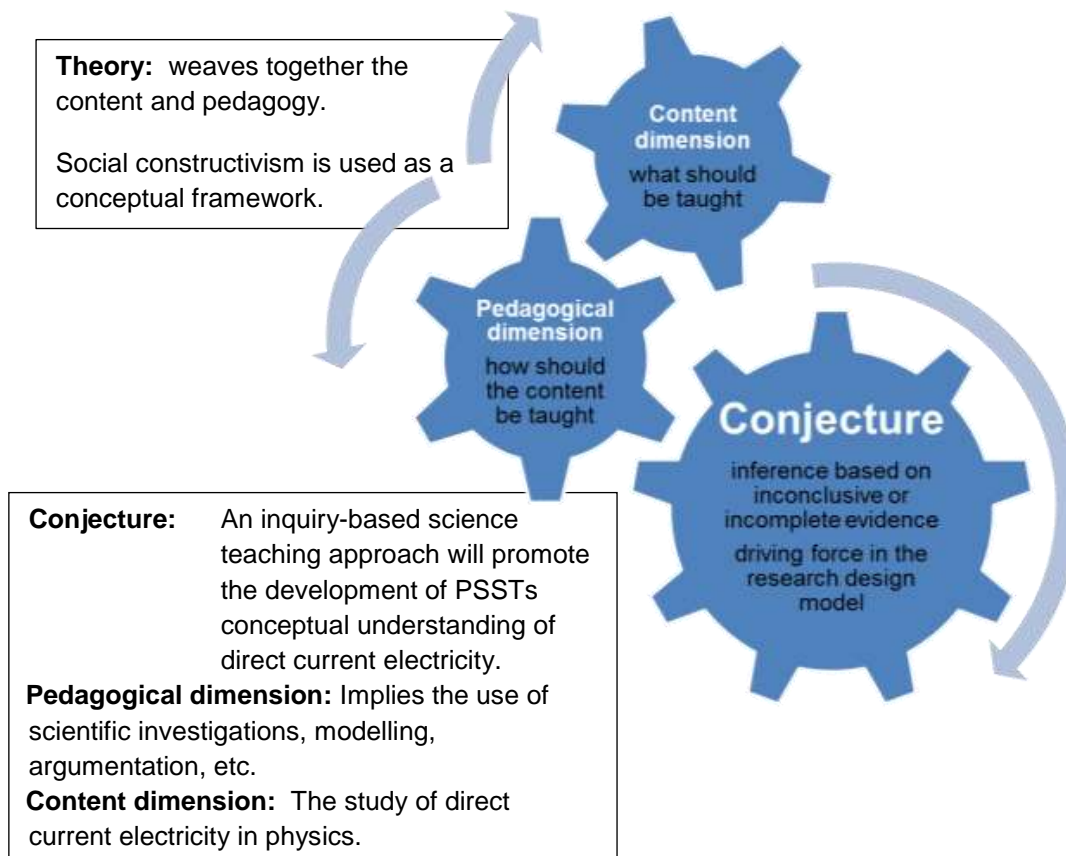 Theory: weaves together the
content and pedagogy.
Social constructivism is used as a
conceptual framework.
Content
dimension
what should
be taught
Pedagogical
dimension
how should
the content
be taught
Conjecture
inference based on
inconclusive or
incomplete evidence
driving force in the
research design
model
Conjecture: An inquiry-based science
teaching approach will promote
the development of PSSTs
conceptual understanding of
direct current electricity.
Pedagogical dimension: Implies the use of
scientific investigations, modelling,
argumentation, etc.
Content dimension: The study of direct
current electricity in physics.